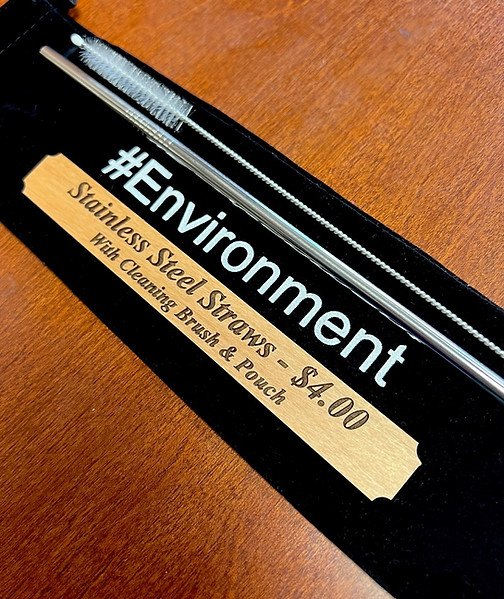 #Environment
Stainless Steel Straws - $4.00
With Cleaning Brush & Pouch